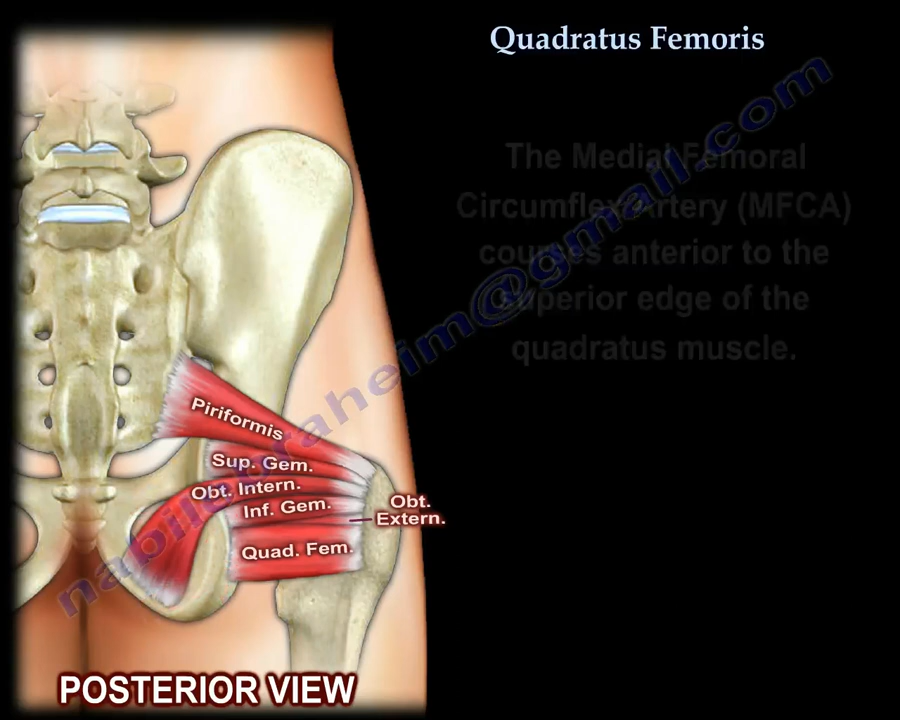 Quadratus Femoris
The Medial Femoral
Circumflex Artery (MFCA)
courses anterior to the
superior edge of the
quadratus muscle.
nabilebraheim@gmail.com
Piriformis
Sup. Gem.
Obt. Intern.
Inf. Gem.
Obt.
Extern.
Quad. Fem.
POSTERIOR VIEW